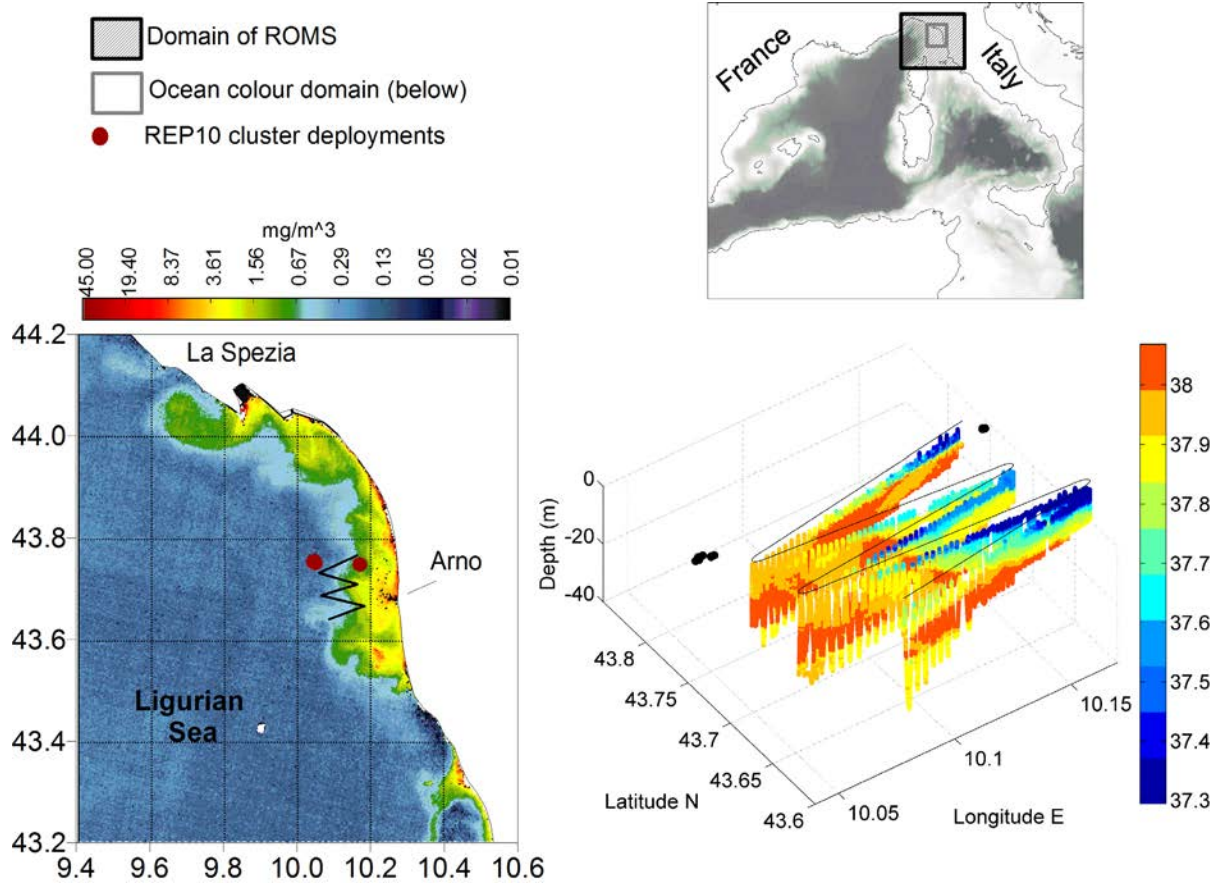 Domain of ROMS
Ocean colour domain (below)
REP10 cluster deployments
France
Italy
mg/m^3
45.00 19.40 8.37 3.61 1.56 0.67 0.29 0.13 0.05 0.02 0.01
44.2
44.0
43.8
43.6
43.4
43.2
La Spezia
Arno
Ligurian
Sea
9.4 9.6 9.8 10.0 10.2 10.4 10.6
0
-20
-40
Depth (m)
43.8
43.75
43.7
43.65
43.6
Latitude N
10.05
10.1
10.15
Longitude E
38
37.9
37.9
37.8
37.7
37.6
37.5
37.4
37.3